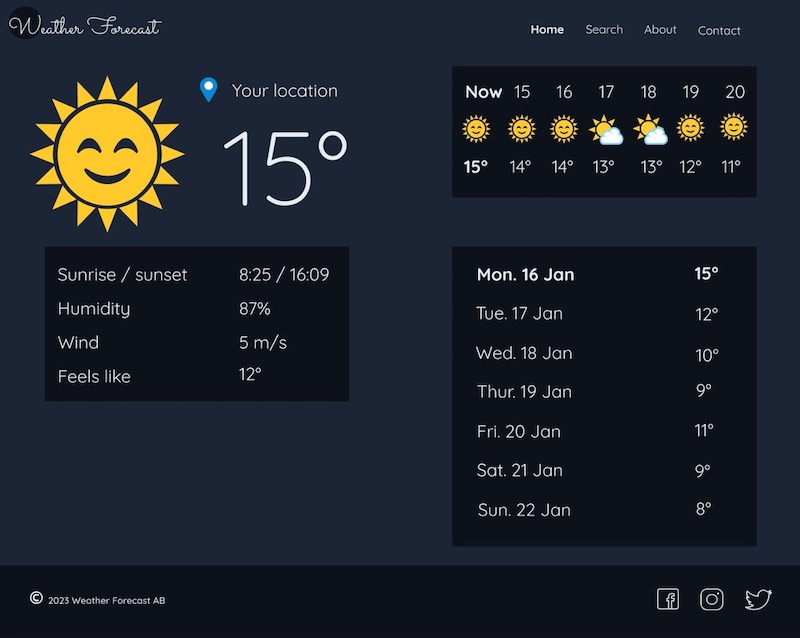 Weather Forecast
Home Search About Contact
Your location
15°
Now 15 16 17 18 19 20
15° 14° 14° 13° 13° 12° 11°
Sunrise / sunset 8:25 / 16:09
Humidity 87%
Wind 5 m/s
Feels like 12°
Mon. 16 Jan 15°
Tue. 17 Jan 12°
Wed. 18 Jan 10°
Thur. 19 Jan 9°
Fri. 20 Jan 11°
Sat. 21 Jan 9°
Sun. 22 Jan 8°
© 2023 Weather Forecast AB